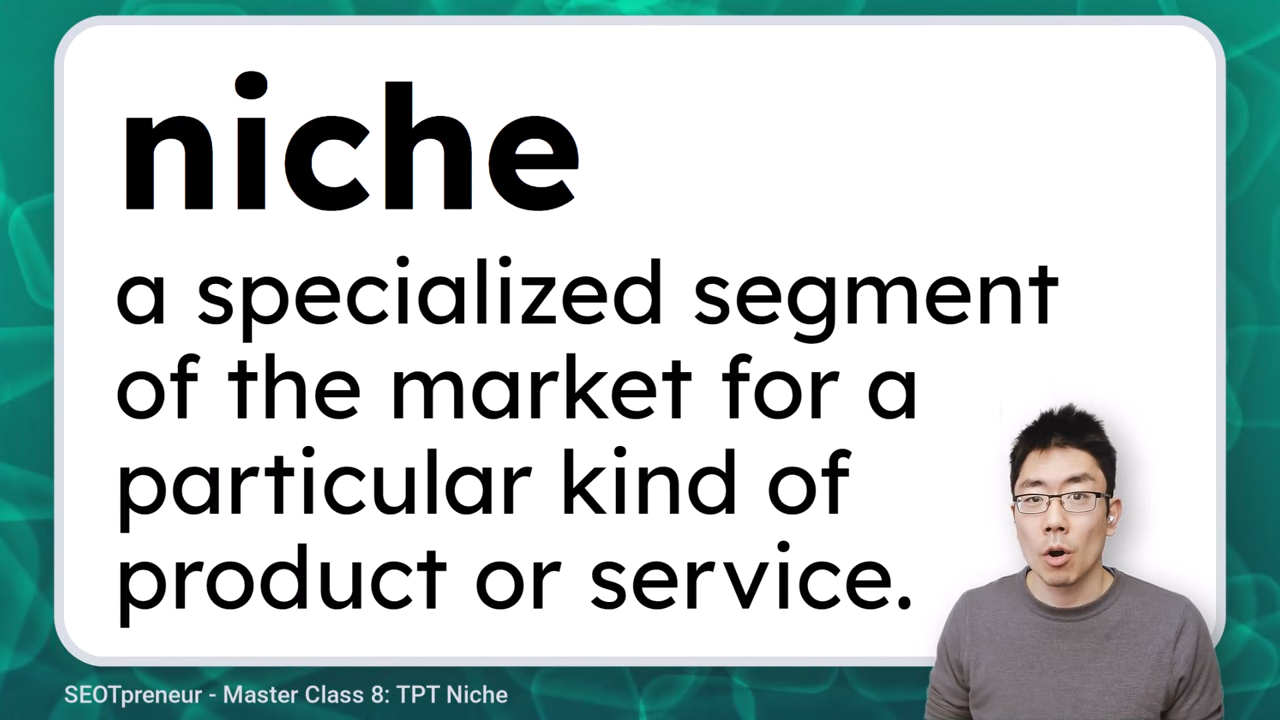 niche
a specialized segment
of the market for a
particular kind of
product or service.
SEOTpreneur - Master Class 8: TPT Niche